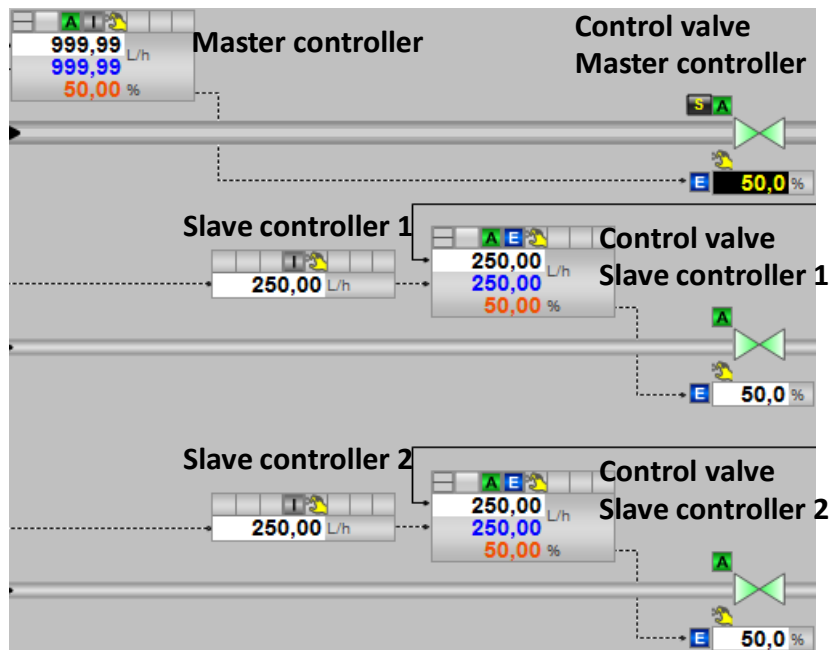 A I
999,99 L/h
999,99
50,00 %
Master controller
Control valve
Master controller
S A
E 50,0 %
Slave controller 1
I
250,00 L/h
A E
250,00 L/h
250,00
50,00 %
Control valve
Slave controller 1
A
E 50,0 %
Slave controller 2
I
250,00 L/h
A E
250,00 L/h
250,00
50,00 %
Control valve
Slave controller 2
A
E 50,0 %